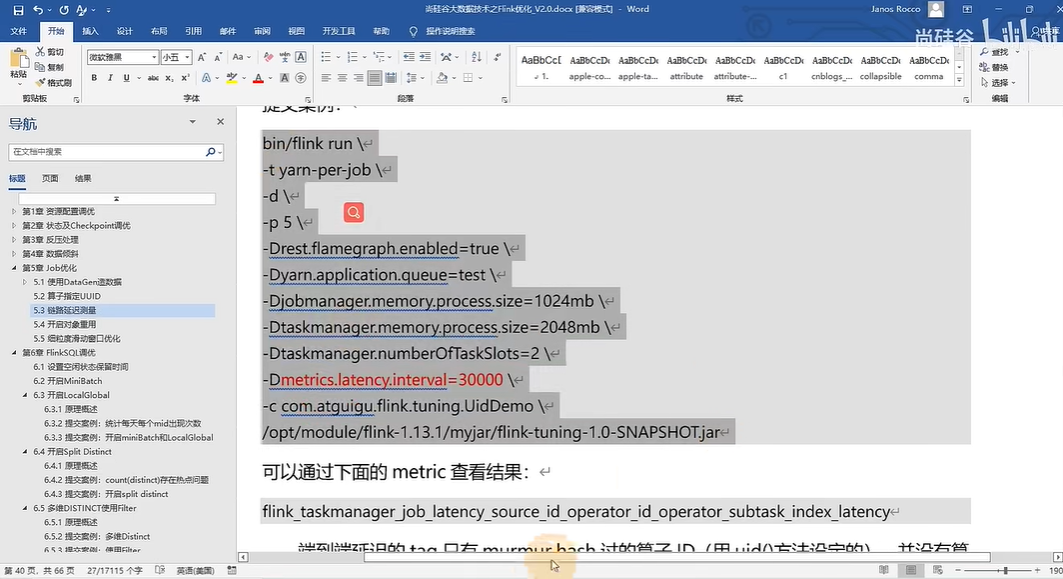 尚硅谷大数据技术之Flink优化_V2.0.docx [兼容模式] - Word
Janos Rocco
文件 开始 插入 设计 布局 引用 邮件 审阅 视图 开发工具 帮助 操作说明搜索
尚硅谷 bilibili
粘贴 剪切 复制 格式刷
微软雅黑 小五
AaBbCcI AaBbCcDc AaBbCcDc AaBbCcDc AaBbCcDc AaBbCcDc AaBbCcDc AaBbCcDc AaBbCcDc
1. apple-co... apple-ta... attribute attribute-... c1 cnblogs_... collapsible comma
查找 替换 选择
剪贴板 字体 段落 样式 编辑
导航
在文档中搜索
标题 页面 结果
第1章 资源配置调优
第2章 状态及Checkpoint调优
第3章 反压处理
第4章 数据倾斜
第5章 Job优化
5.1 使用DataGen造数据
5.2 算子指定UUID
5.3 链路延迟测量
5.4 开启对象重用
5.5 细粒度滑动窗口优化
第6章 FlinkSQL调优
6.1 设置空闲状态保留时间
6.2 开启MiniBatch
6.3 开启LocalGlobal
6.3.1 原理概述
6.3.2 提交案例：统计每天每个mid出现次数
6.3.3 提交案例：开启miniBatch和LocalGlobal
6.4 开启Split Distinct
6.4.1 原理概述
6.4.2 提交案例：count(distinct)存在热点问题
6.4.3 提交案例：开启split distinct
6.5 多维DISTINCT使用Filter
6.5.1 原理概述
6.5.2 提交案例：多维Distinct
6.5.3 提交案例：使用Filter
提交案例：
bin/flink run \
-t yarn-per-job \
-d \
-p 5 \
-Drest.flamegraph.enabled=true \
-Dyarn.application.queue=test \
-Djobmanager.memory.process.size=1024mb \
-Dtaskmanager.memory.process.size=2048mb \
-Dtaskmanager.numberOfTaskSlots=2 \
-Dmetrics.latency.interval=30000 \
-c com.atguigu.flink.tuning.UidDemo \
/opt/module/flink-1.13.1/myjar/flink-tuning-1.0-SNAPSHOT.jar
可以通过下面的 metric 查看结果：
flink_taskmanager_job_latency_source_id_operator_id_operator_subtask_index_latency
端到端延迟的 tag 只有 murmur hash 过的算子 ID（用 uid()方法设定的），并没有算
第 40 页，共 66 页 27/17115 个字 英语(美国) 190